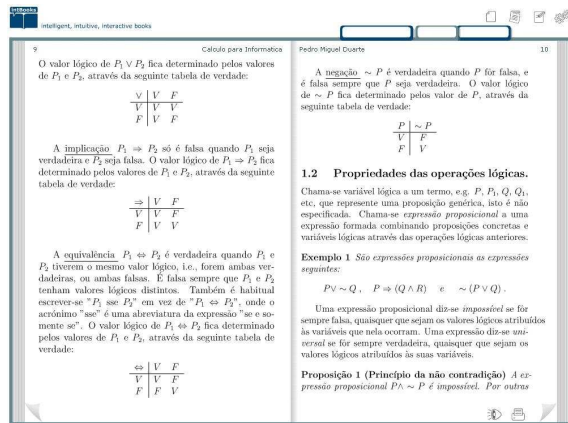 intBooks
intelligent, intuitive, interactive books
9 Calculo para Informatica
O valor lógico de P₁ ∨ P₂ fica determinado pelos valores
de P₁ e P₂, através da seguinte tabela de verdade:
∨ | V F
V | V V
F | V F
A implicação P₁ ⇒ P₂ só é falsa quando P₁ seja
verdadeira e P₂ seja falsa. O valor lógico de P₁ ⇒ P₂ fica
determinado pelos valores de P₁ e P₂, através da seguinte
tabela de verdade:
⇒ | V F
V | V F
F | V V
A equivalência P₁ ⇔ P₂ é verdadeira quando P₁ e
P₂ tiverem o mesmo valor lógico, i.e., forem ambas ver-
dadeiras, ou ambas falsas. É falsa sempre que P₁ e P₂
tenham valores lógicos distintos. Também é habitual
escrever-se "P₁ sse P₂" em vez de "P₁ ⇔ P₂", onde o
acrónimo "sse" é uma abreviatura da expressão "se e so-
mente se". O valor lógico de P₁ ⇔ P₂ fica determinado
pelos valores de P₁ e P₂, através da seguinte tabela de
verdade:
⇔ | V F
V | V F
F | F V
Pedro Miguel Duarte 10
A negação ∼ P é verdadeira quando P fôr falsa, e
é falsa sempre que P seja verdadeira. O valor lógico
de ∼ P fica determinado pelos valor de P, através da
seguinte tabela de verdade:
P | ∼ P
V | F
F | V
1.2 Propriedades das operações lógicas.
Chama-se variável lógica a um termo, e.g. P, P₁, Q, Q₁,
etc, que represente uma proposição genérica, isto é não
especificada. Chama-se expressão proposicional a uma
expressão formada combinando proposições concretas e
variáveis lógicas através das operações lógicas anteriores.
Exemplo 1 São expressões proposicionais as expressões
seguintes:
P∨ ∼ Q , P ⇒ (Q ∧ R) e ∼ (P ∨ Q) .
Uma expressão proposicional diz-se impossível se fôr
sempre falsa, quaisquer que sejam os valores lógicos atribuídos
às variáveis que nela ocorram. Uma expressão diz-se uni-
versal se fôr sempre verdadeira, quaisquer que sejam os
valores lógicos atribuídos às suas variáveis.
Proposição 1 (Princípio da não contradição) A ex-
pressão proposicional P∧ ∼ P é impossível. Por outras